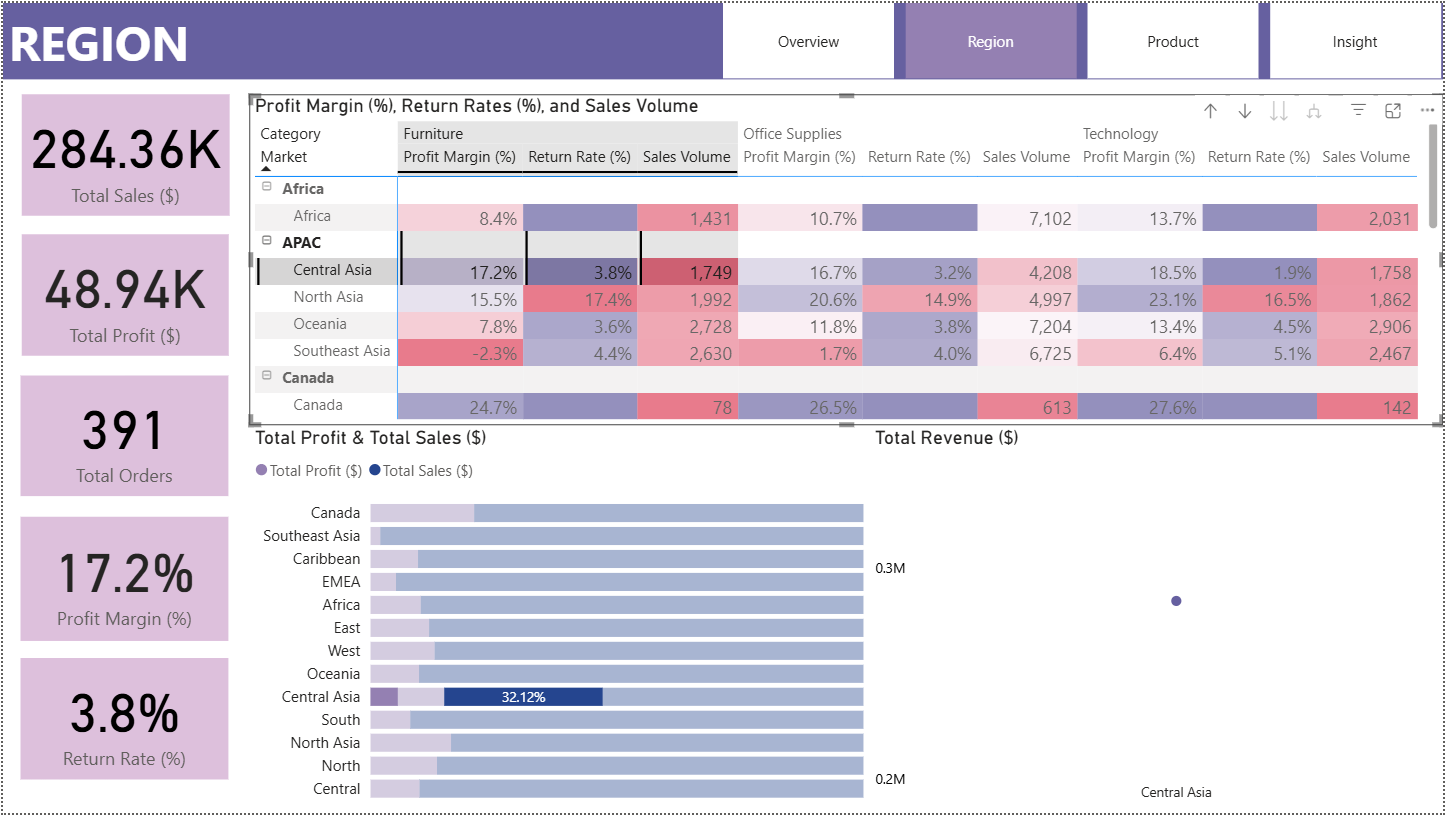 REGION
Overview Region Product Insight
284.36K
Total Sales ($)
48.94K
Total Profit ($)
391
Total Orders
17.2%
Profit Margin (%)
3.8%
Return Rate (%)
Profit Margin (%), Return Rates (%), and Sales Volume
Category Furniture Office Supplies Technology
Market Profit Margin (%) Return Rate (%) Sales Volume Profit Margin (%) Return Rate (%) Sales Volume Profit Margin (%) Return Rate (%) Sales Volume
Africa
Africa 8.4% 1,431 10.7% 7,102 13.7% 2,031
APAC
Central Asia 17.2% 3.8% 1,749 16.7% 3.2% 4,208 18.5% 1.9% 1,758
North Asia 15.5% 17.4% 1,992 20.6% 14.9% 4,997 23.1% 16.5% 1,862
Oceania 7.8% 3.6% 2,728 11.8% 3.8% 7,204 13.4% 4.5% 2,906
Southeast Asia -2.3% 4.4% 2,630 1.7% 4.0% 6,725 6.4% 5.1% 2,467
Canada
Canada 24.7% 78 26.5% 613 27.6% 142
Total Profit & Total Sales ($)
Total Profit ($) Total Sales ($)
Canada
Southeast Asia
Caribbean
EMEA
Africa
East
West
Oceania
Central Asia 32.12%
South
North Asia
North
Central
Total Revenue ($)
0.3M
0.2M
Central Asia